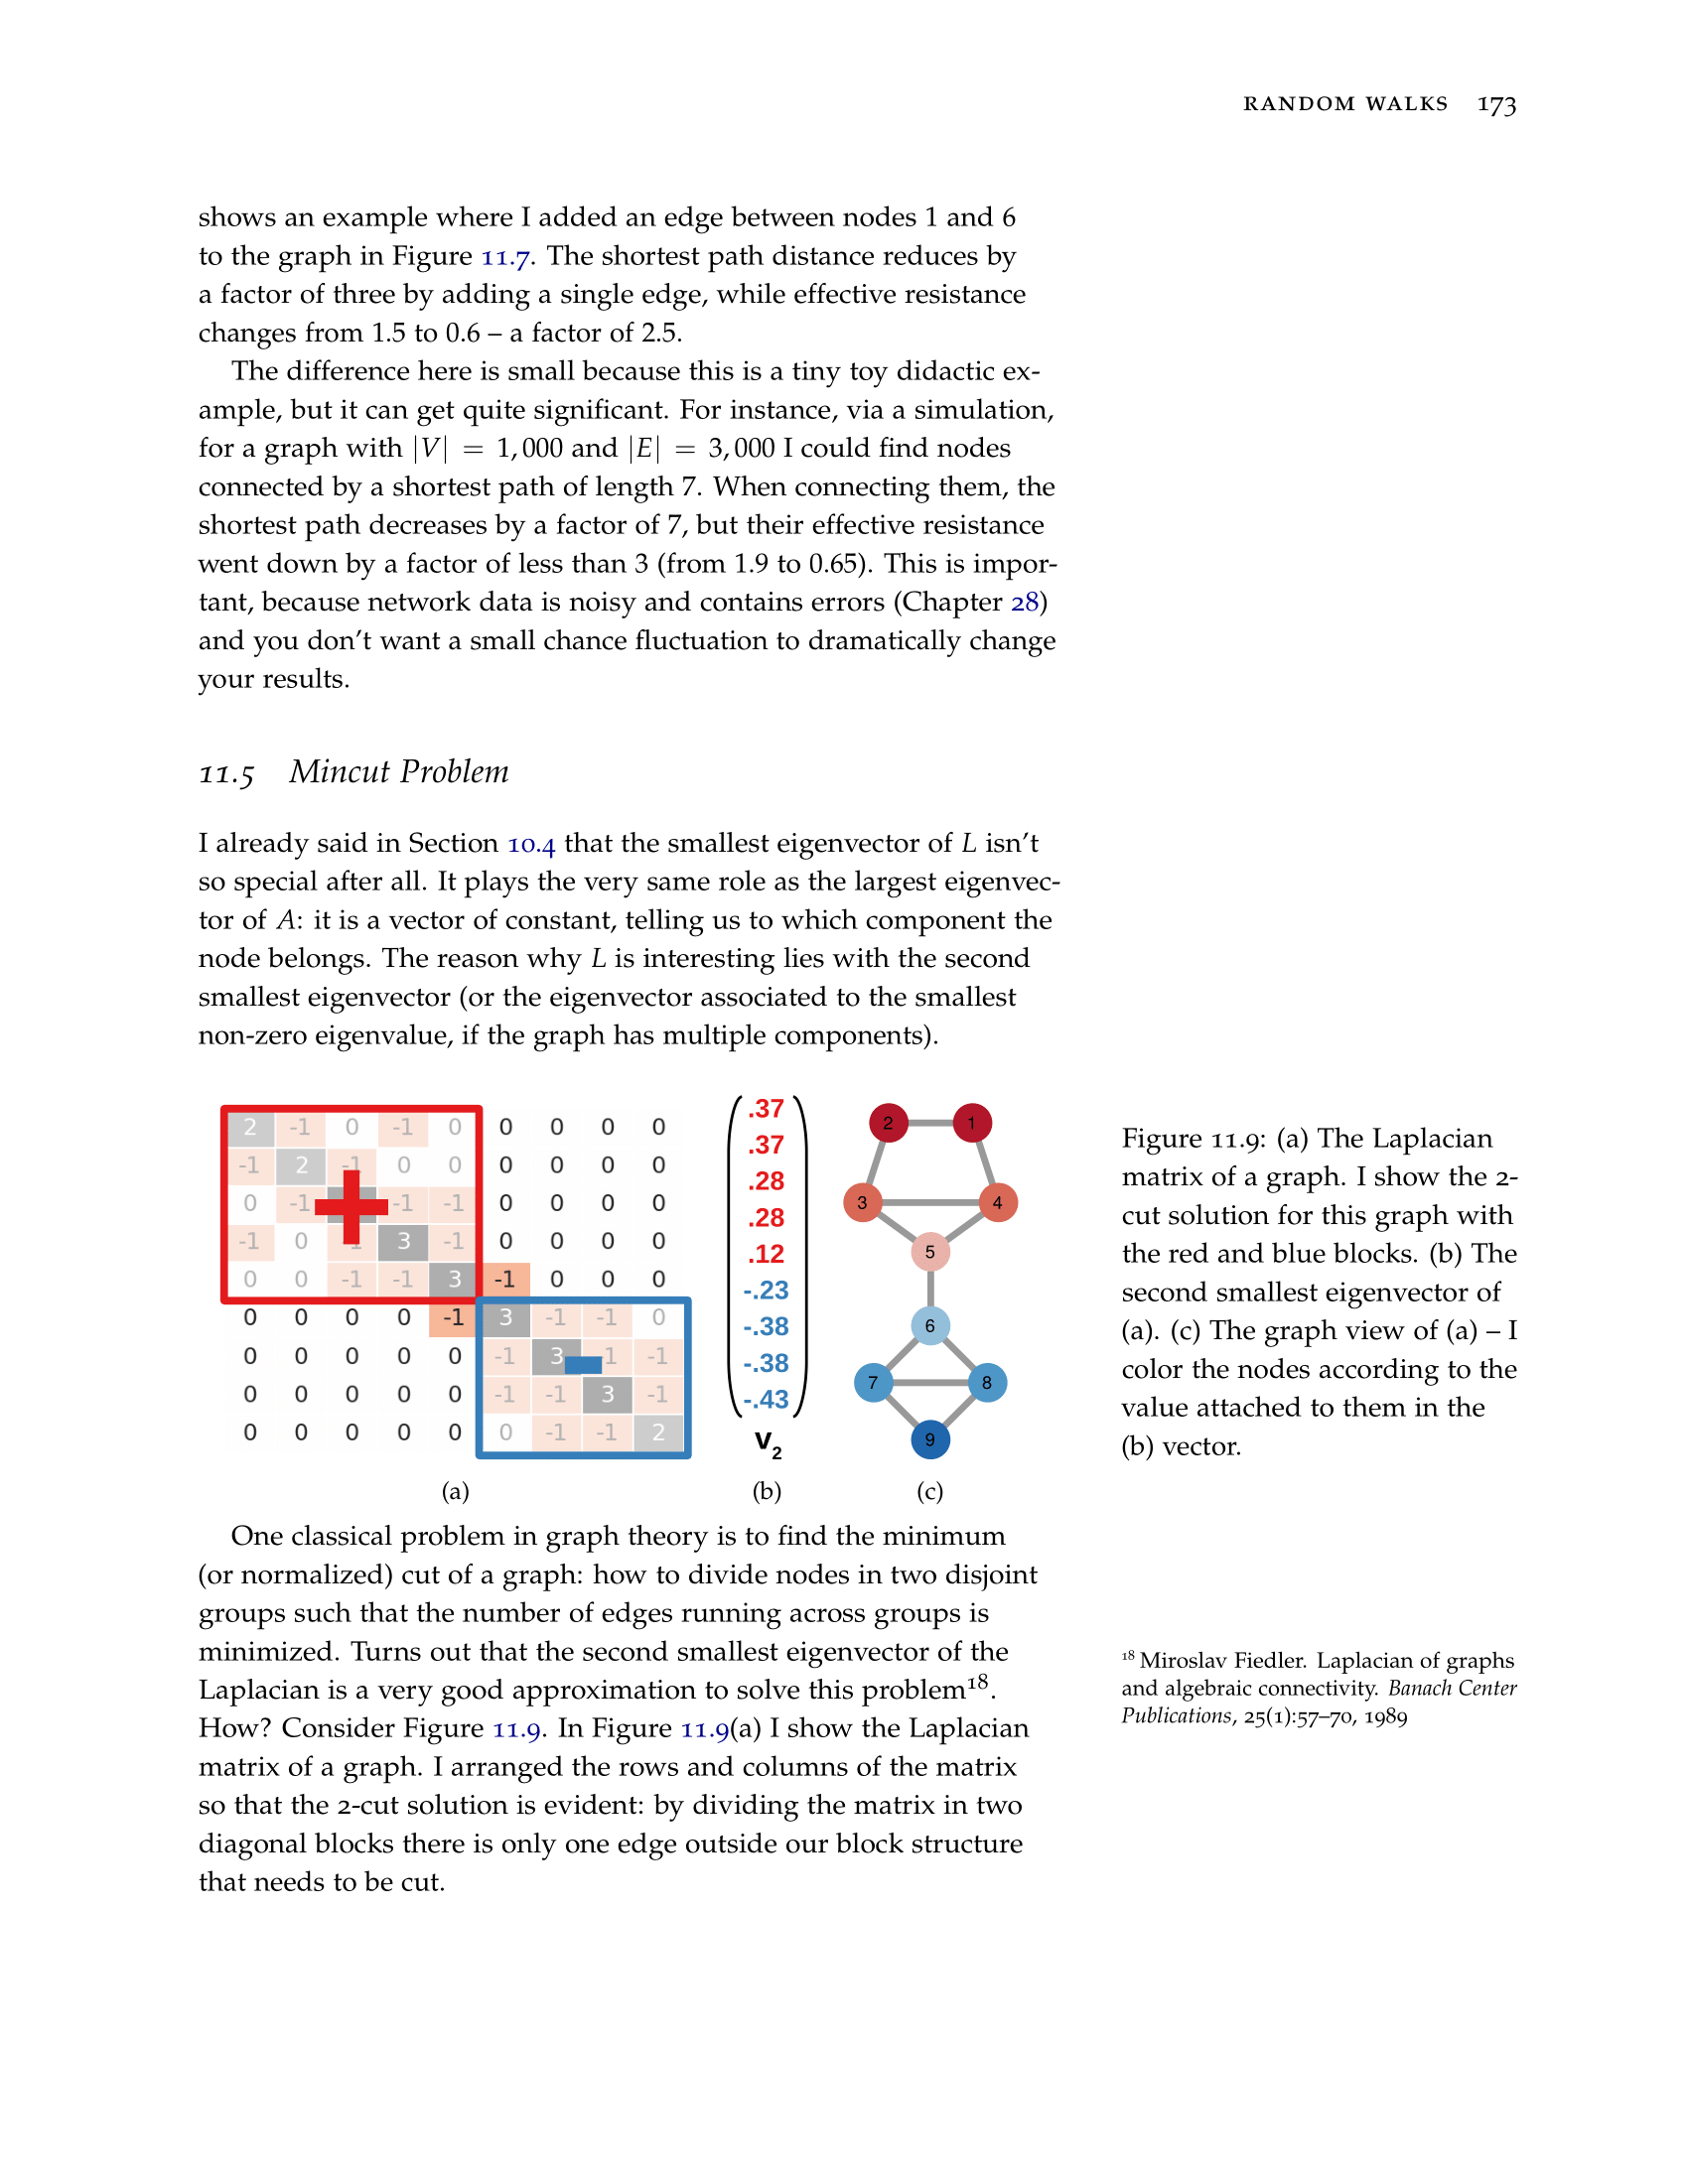 RANDOM WALKS 173
shows an example where I added an edge between nodes 1 and 6
to the graph in Figure 11.7. The shortest path distance reduces by
a factor of three by adding a single edge, while effective resistance
changes from 1.5 to 0.6 – a factor of 2.5.
The difference here is small because this is a tiny toy didactic ex-
ample, but it can get quite significant. For instance, via a simulation,
for a graph with |V| = 1,000 and |E| = 3,000 I could find nodes
connected by a shortest path of length 7. When connecting them, the
shortest path decreases by a factor of 7, but their effective resistance
went down by a factor of less than 3 (from 1.9 to 0.65). This is impor-
tant, because network data is noisy and contains errors (Chapter 28)
and you don't want a small chance fluctuation to dramatically change
your results.
11.5 Mincut Problem
I already said in Section 10.4 that the smallest eigenvector of L isn't
so special after all. It plays the very same role as the largest eigenvec-
tor of A: it is a vector of constant, telling us to which component the
node belongs. The reason why L is interesting lies with the second
smallest eigenvector (or the eigenvector associated to the smallest
non-zero eigenvalue, if the graph has multiple components).
2 -1 0 -1 0 0 0 0 0
-1 2 -1 0 0 0 0 0 0
0 -1 -1 -1 0 0 0 0
-1 0 -1 3 -1 0 0 0 0
0 0 -1 -1 3 -1 0 0 0
0 0 0 0 -1 3 -1 -1 0
0 0 0 0 0 -1 3 -1 -1
0 0 0 0 0 -1 -1 3 -1
0 0 0 0 0 0 -1 -1 2
(a)
.37
.37
.28
.28
.12
-.23
-.38
-.38
-.43
v2
(b)
2 1
3 4
5
6
7 8
9
(c)
Figure 11.9: (a) The Laplacian
matrix of a graph. I show the 2-
cut solution for this graph with
the red and blue blocks. (b) The
second smallest eigenvector of
(a). (c) The graph view of (a) – I
color the nodes according to the
value attached to them in the
(b) vector.
One classical problem in graph theory is to find the minimum
(or normalized) cut of a graph: how to divide nodes in two disjoint
groups such that the number of edges running across groups is
minimized. Turns out that the second smallest eigenvector of the
Laplacian is a very good approximation to solve this problem18.
How? Consider Figure 11.9. In Figure 11.9(a) I show the Laplacian
matrix of a graph. I arranged the rows and columns of the matrix
so that the 2-cut solution is evident: by dividing the matrix in two
diagonal blocks there is only one edge outside our block structure
that needs to be cut.
18 Miroslav Fiedler. Laplacian of graphs
and algebraic connectivity. Banach Center
Publications, 25(1):57–70, 1989